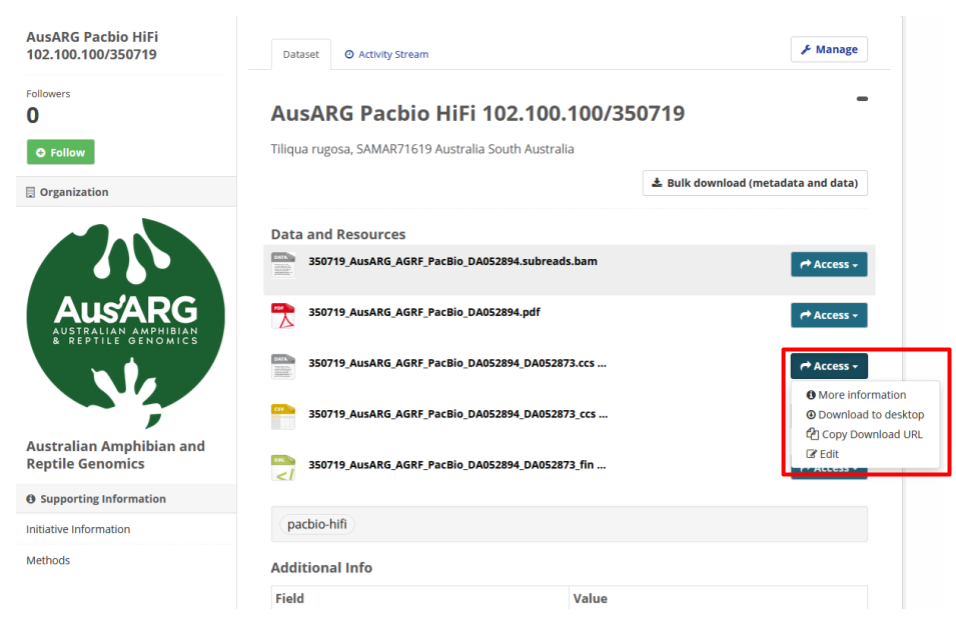 AusARG Pacbio HiFi
102.100.100/350719
Followers
0
Follow
Organization
Aus'ARG
AUSTRALIAN AMPHIBIAN
& REPTILE GENOMICS
Australian Amphibian and
Reptile Genomics
Supporting Information
Initiative Information
Methods
Dataset
Activity Stream
Manage
AusARG Pacbio HiFi 102.100.100/350719
Tiliqua rugosa, SAMAR71619 Australia South Australia
Bulk download (metadata and data)
Data and Resources
DATA
350719_AusARG_AGRF_PacBio_DA052894.subreads.bam
Access
PDF
350719_AusARG_AGRF_PacBio_DA052894.pdf
Access
DATA
350719_AusARG_AGRF_PacBio_DA052894_DA052873.ccs ...
Access
More information
Download to desktop
Copy Download URL
Edit
CSV
350719_AusARG_AGRF_PacBio_DA052894_DA052873_ccs ...
XML
350719_AusARG_AGRF_PacBio_DA052894_DA052873_fin ...
Access
pacbio-hifi
Additional Info
Field Value